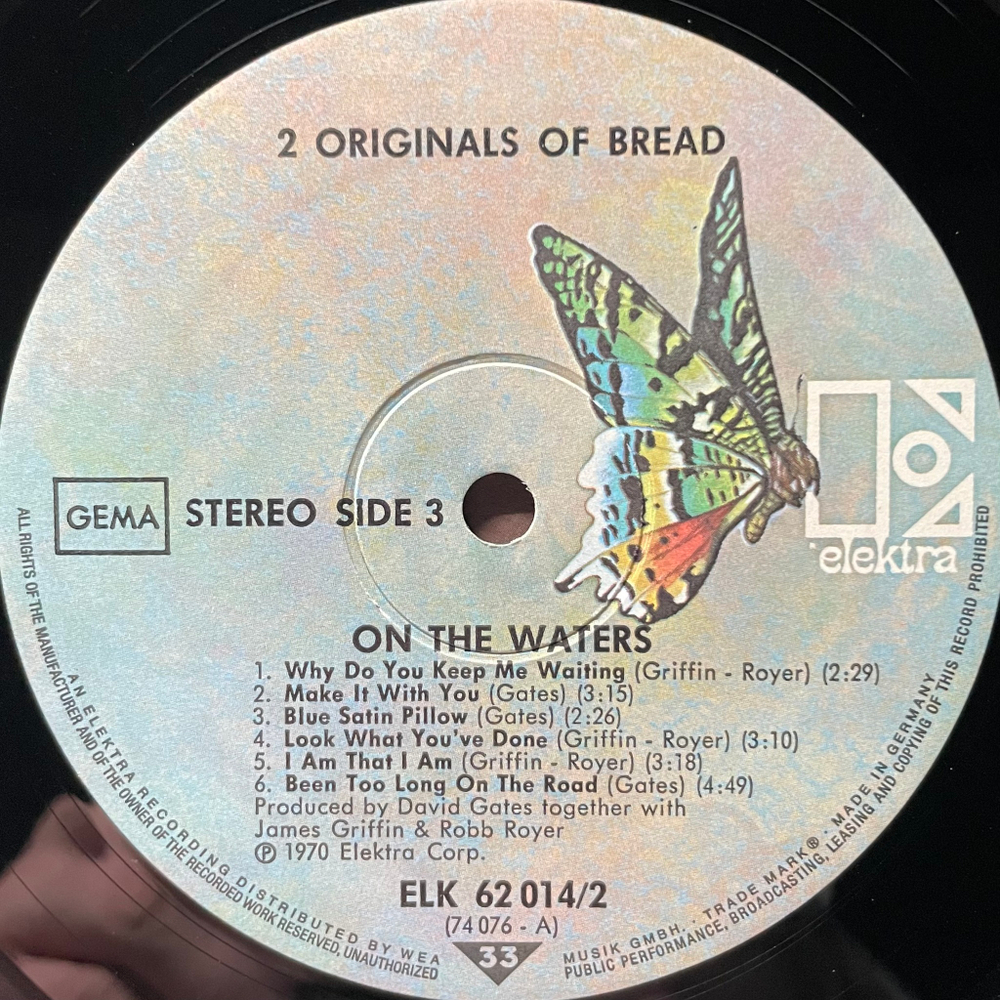 2 ORIGINALS OF BREAD
elektra
GEMA
STEREO SIDE 3
ON THE WATERS
1. Why Do You Keep Me Waiting (Griffin - Royer) (2:29)
2. Make It With You (Gates) (3:15)
3. Blue Satin Pillow (Gates) (2:26)
4. Look What You've Done (Griffin - Royer) (3:10)
5. I Am That I Am (Griffin - Royer) (3:18)
6. Been Too Long On The Road (Gates) (4:49)
Produced by David Gates together with
James Griffin & Robb Royer
℗ 1970 Elektra Corp.
ELK 62 014/2
(74 076 - A)
33
AN ELEKTRA RECORDING DISTRIBUTED BY WEA MUSIK GMBH. · TRADE MARK® · MADE IN GERMANY
ALL RIGHTS OF THE MANUFACTURER AND OF THE OWNER OF THE RECORDED WORK RESERVED, UNAUTHORIZED PUBLIC PERFORMANCE, BROADCASTING, LEASING AND COPYING OF THIS RECORD PROHIBITED